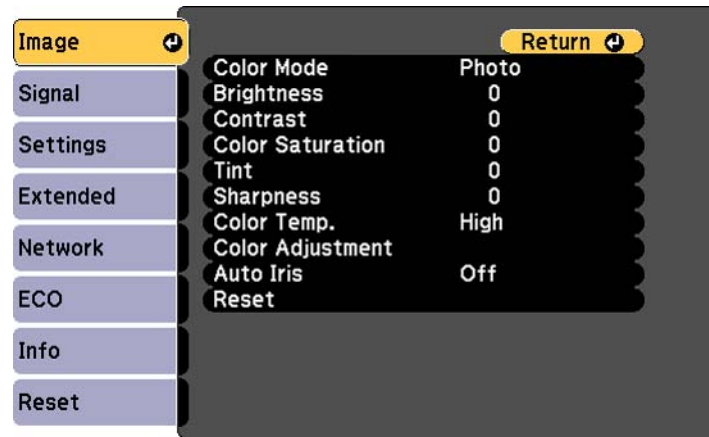 Image
Signal
Settings
Extended
Network
ECO
Info
Reset
Return
Color Mode Photo
Brightness 0
Contrast 0
Color Saturation 0
Tint 0
Sharpness 0
Color Temp. High
Color Adjustment
Auto Iris Off
Reset